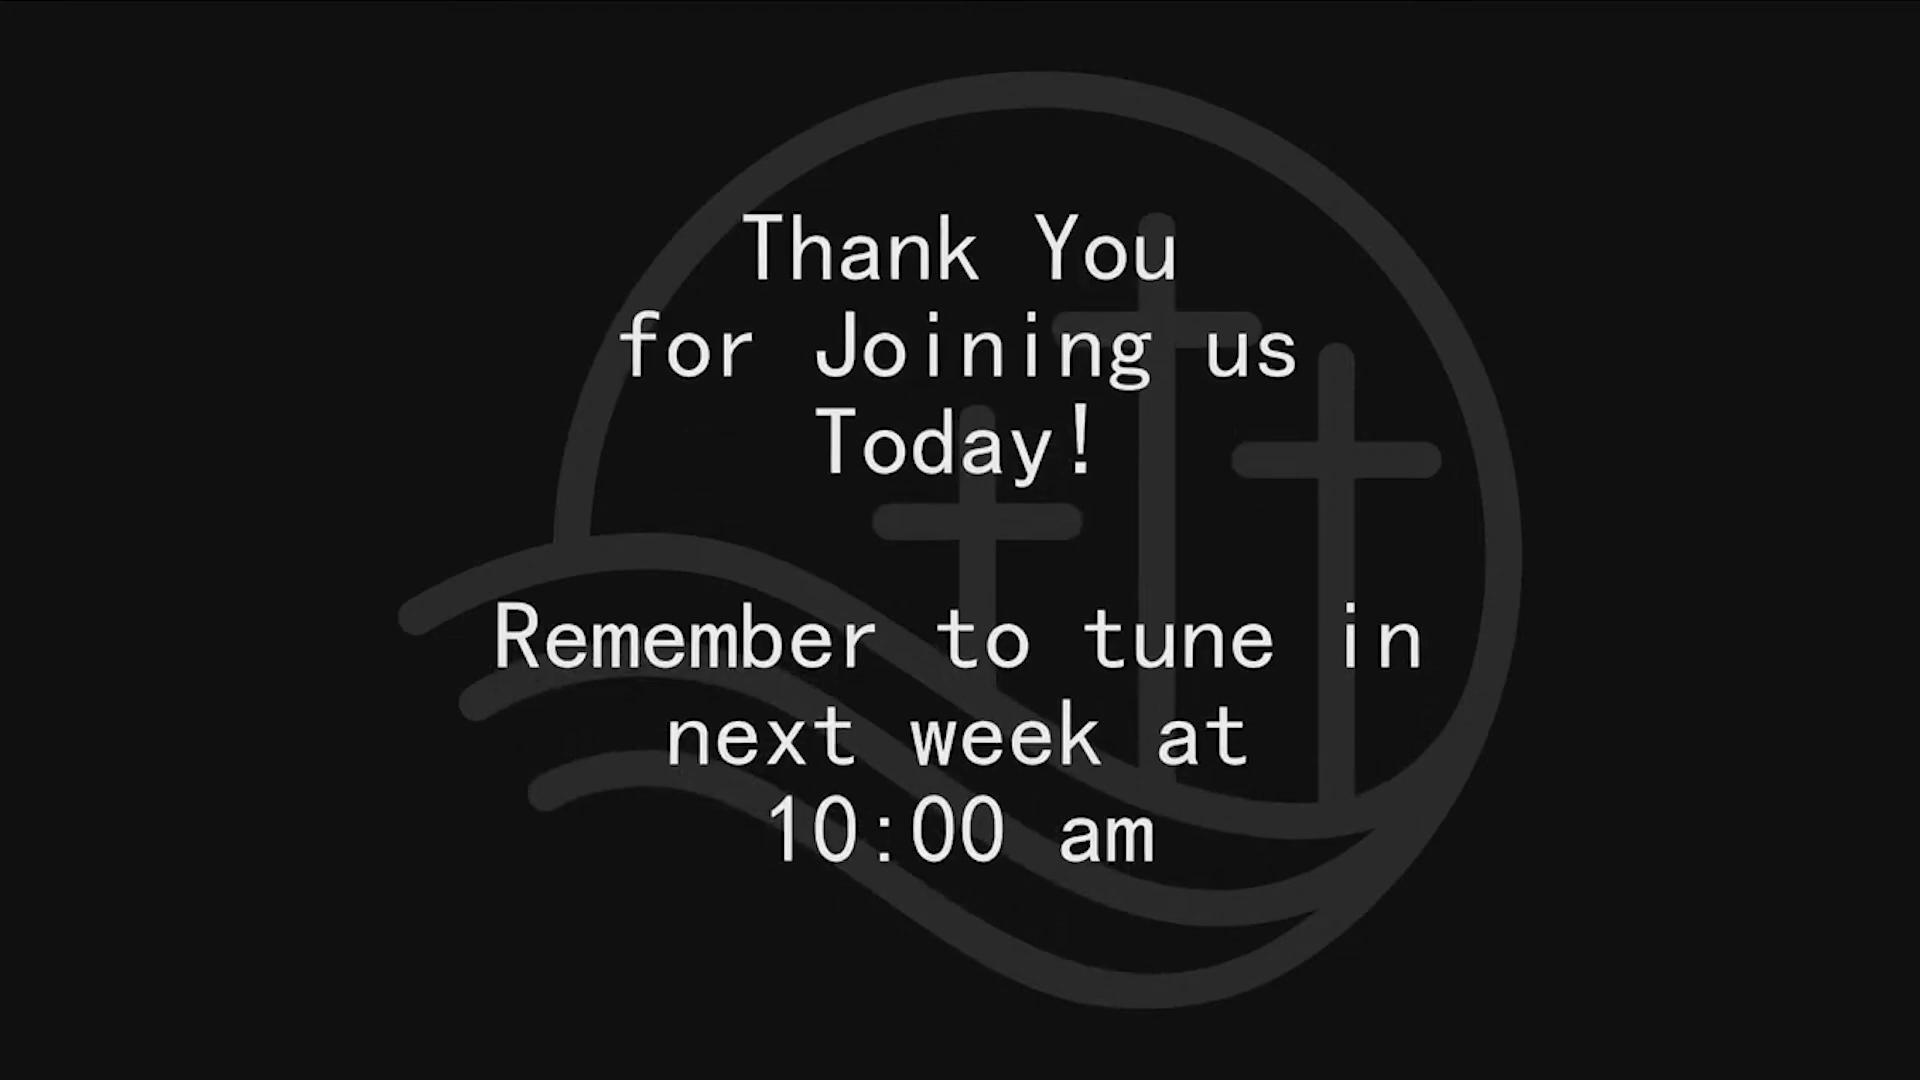 Thank You
for Joining us
Today!
Remember to tune in
next week at
10:00 am